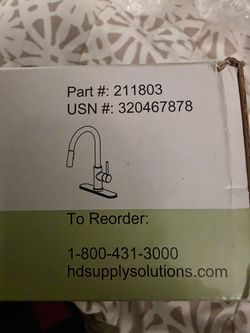 Part #: 211803
USN #: 320467878
To Reorder:
1-800-431-3000
hdsupplysolutions.com